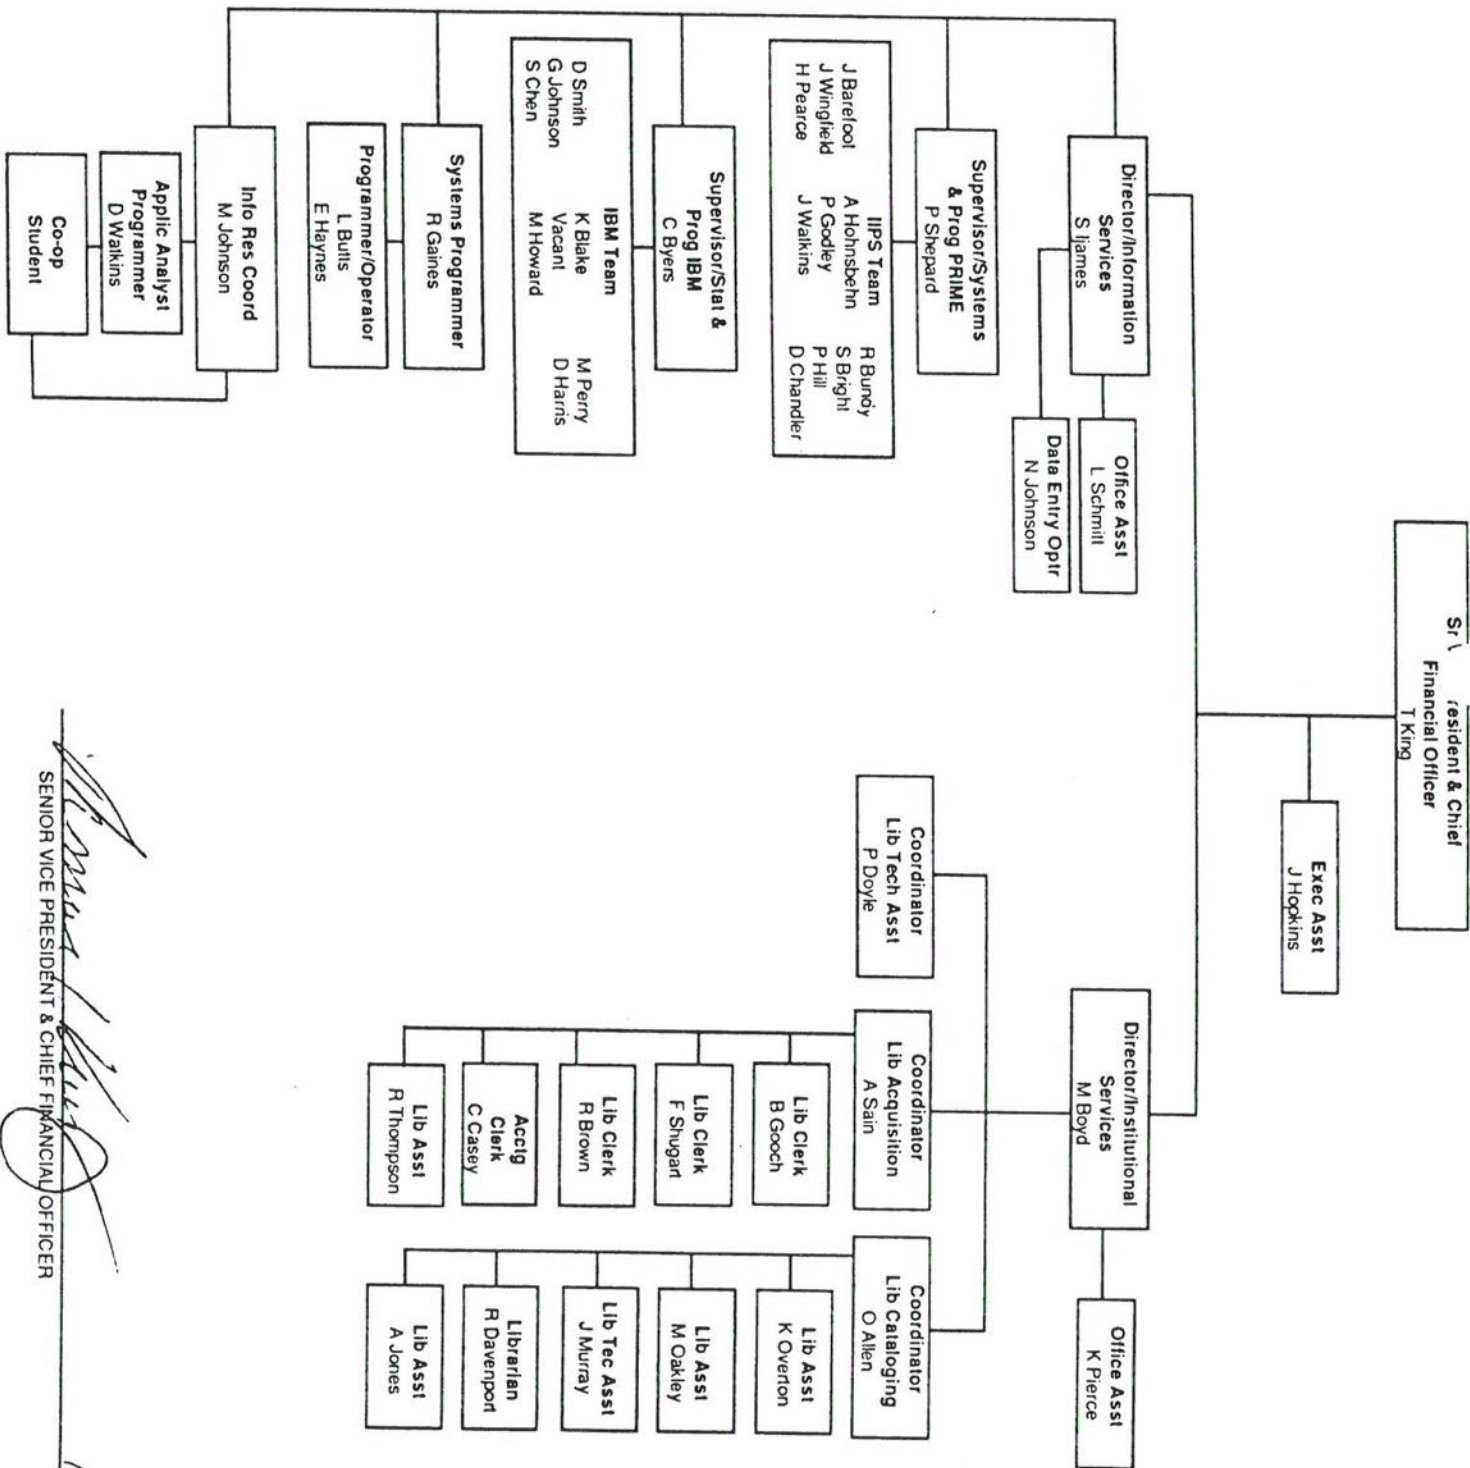 Sr V resident & Chief
Financial Officer
T King
Exec Asst
J Hopkins
Director/Information
Services
S Ijames
Office Asst
L Schmitt
Data Entry Optr
N Johnson
Supervisor/Systems
& Prog PRIME
P Shepard
IIPS Team
J Barefoot A Hohnsbehn R Bundy
J Wingfield P Godley S Bright
H Pearce J Watkins P Hill
D Chandler
Supervisor/Stat &
Prog IBM
C Byers
IBM Team
D Smith K Blake M Perry
G Johnson Vacant D Harris
S Chen M Howard
Systems Programmer
R Gaines
Programmer/Operator
L Butts
E Haynes
Info Res Coord
M Johnson
Applic Analyst
Programmer
D Watkins
Co-op
Student
Director/Institutional
Services
M Boyd
Office Asst
K Pierce
Coordinator
Lib Tech Asst
P Doyle
Coordinator
Lib Acquisition
A Sain
Lib Clerk
B Gooch
Lib Clerk
F Shugart
Lib Clerk
R Brown
Acctg
Clerk
C Casey
Lib Asst
R Thompson
Coordinator
Lib Cataloging
O Allen
Lib Asst
K Overton
Lib Asst
M Oakley
Lib Tec Asst
J Murray
Librarian
R Davenport
Lib Asst
A Jones
SENIOR VICE PRESIDENT & CHIEF FINANCIAL OFFICER